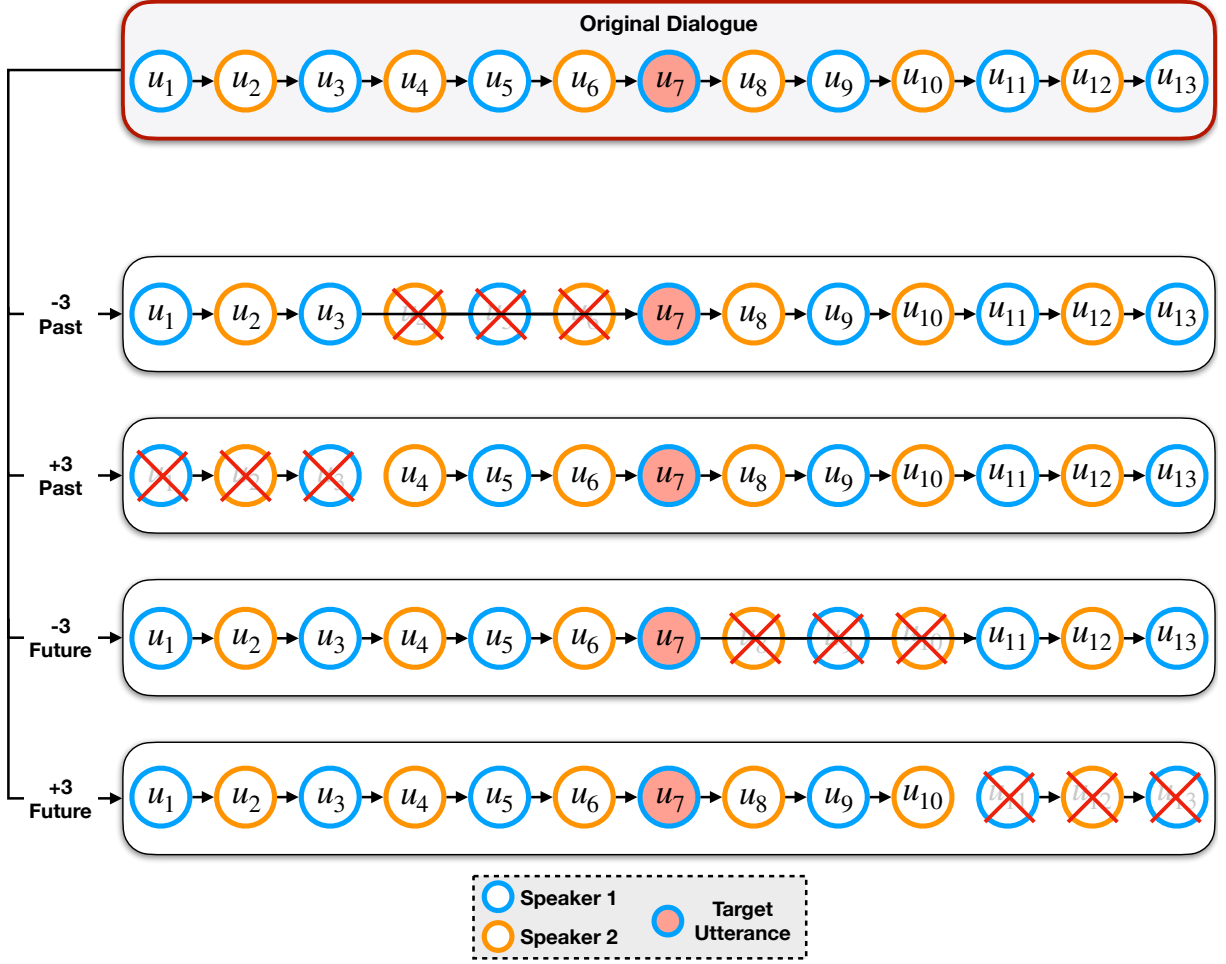 Original Dialogue
u1 u2 u3 u4 u5 u6 u7 u8 u9 u10 u11 u12 u13
-3
Past
u1 u2 u3 u7 u8 u9 u10 u11 u12 u13
+3
Past
u4 u5 u6 u7 u8 u9 u10 u11 u12 u13
-3
Future
u1 u2 u3 u4 u5 u6 u7 u11 u12 u13
+3
Future
u1 u2 u3 u4 u5 u6 u7 u8 u9 u10
Speaker 1
Speaker 2
Target
Utterance